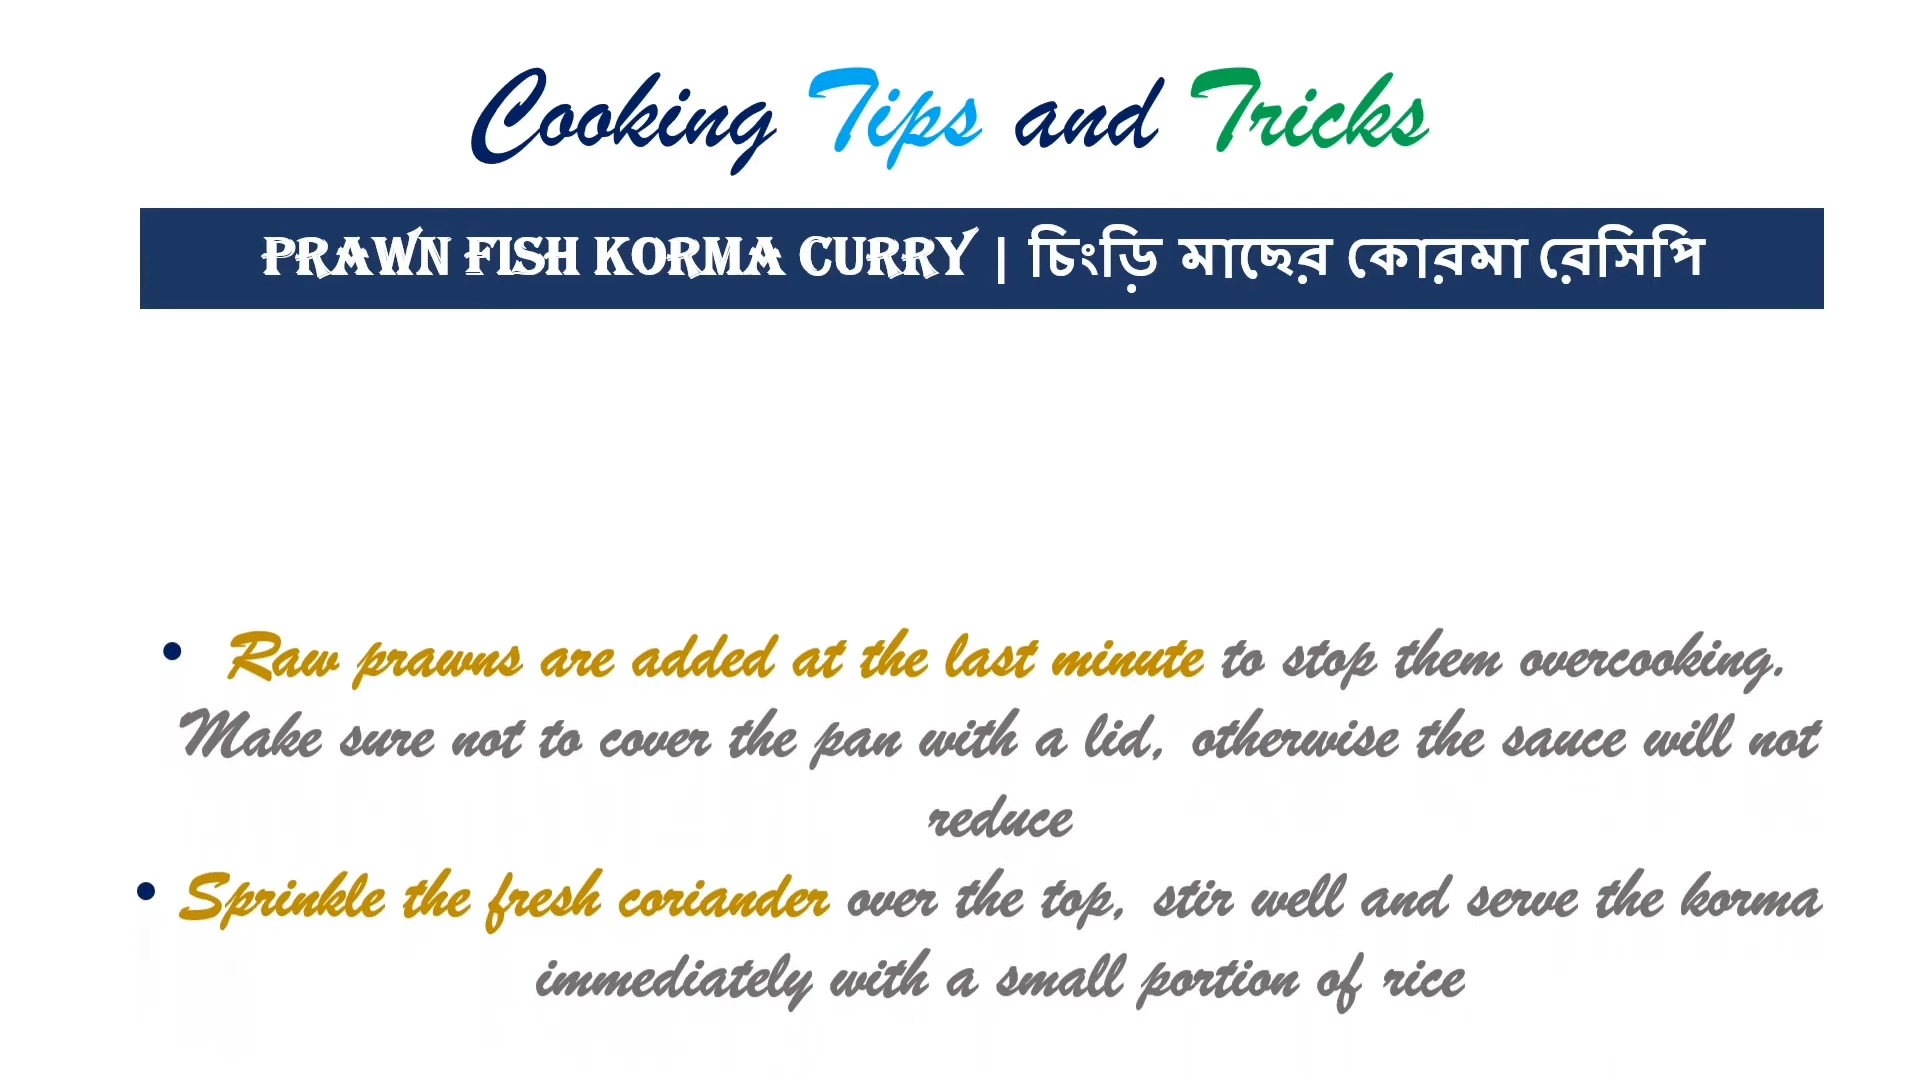 Cooking Tips and Tricks
PRAWN FISH KORMA CURRY | চিংড়ি মাছের কোরমা রেসিপি
• Raw prawns are added at the last minute to stop them overcooking.
Make sure not to cover the pan with a lid, otherwise the sauce will not
reduce
• Sprinkle the fresh coriander over the top, stir well and serve the korma
immediately with a small portion of rice